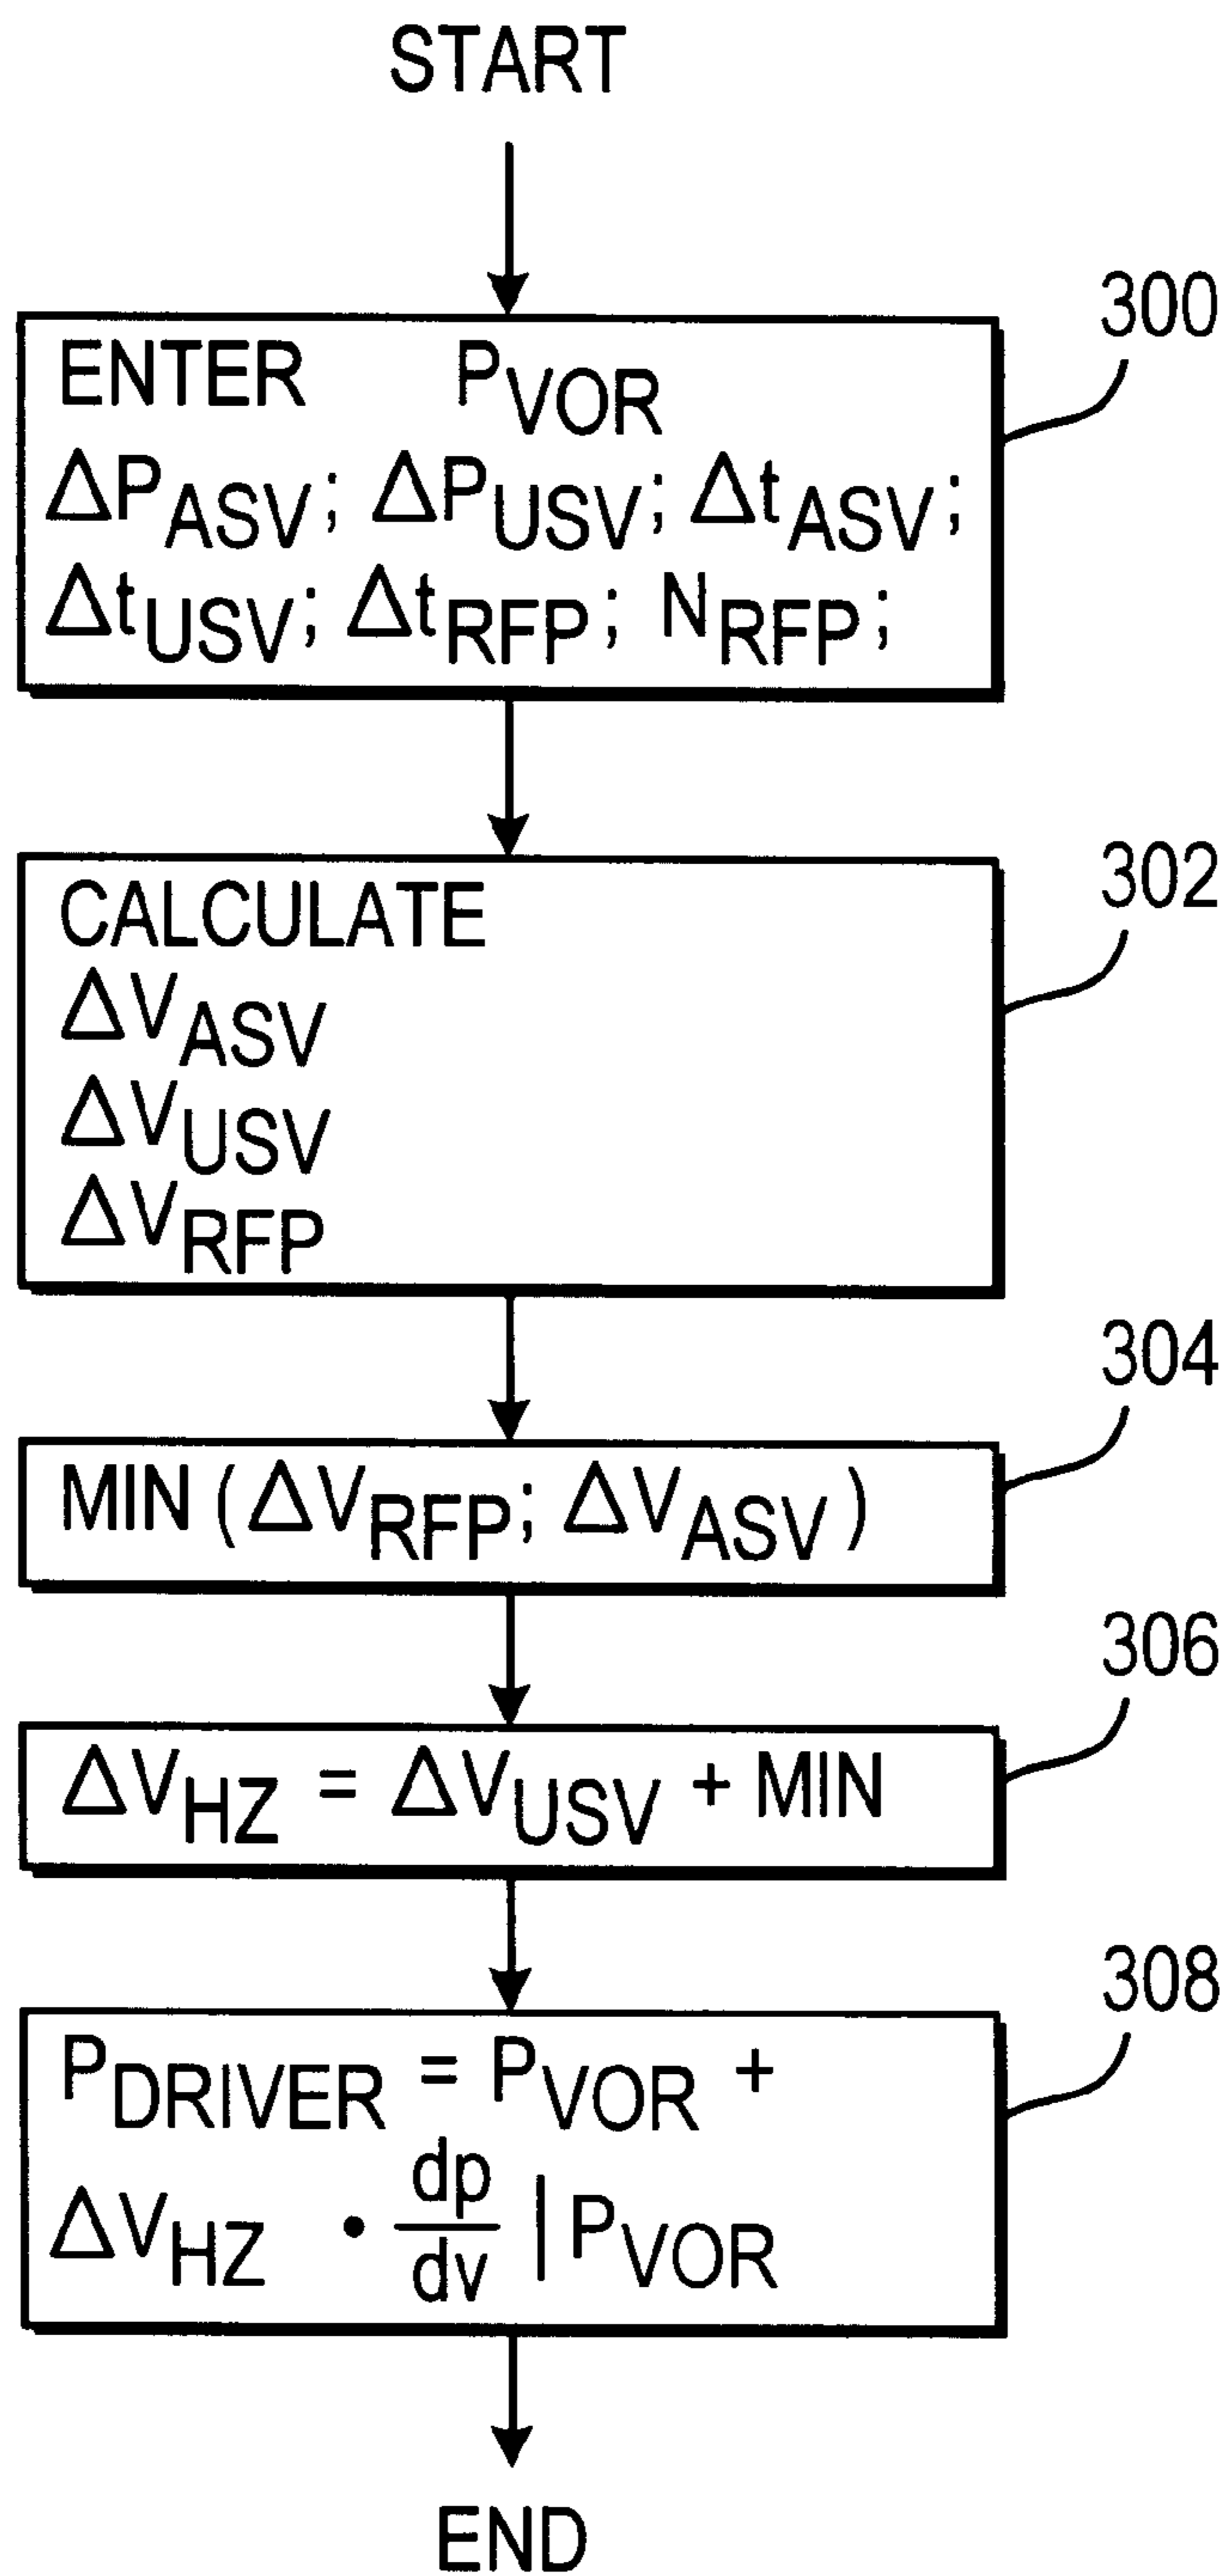 START
300
ENTER P_VOR
ΔP_ASV; ΔP_USV; Δt_ASV;
Δt_USV; Δt_RFP; N_RFP;
302
CALCULATE
ΔV_ASV
ΔV_USV
ΔV_RFP
304
MIN (ΔV_RFP; ΔV_ASV)
306
ΔV_HZ = ΔV_USV + MIN
308
P_DRIVER = P_VOR +
ΔV_HZ • dp/dv | P_VOR
END